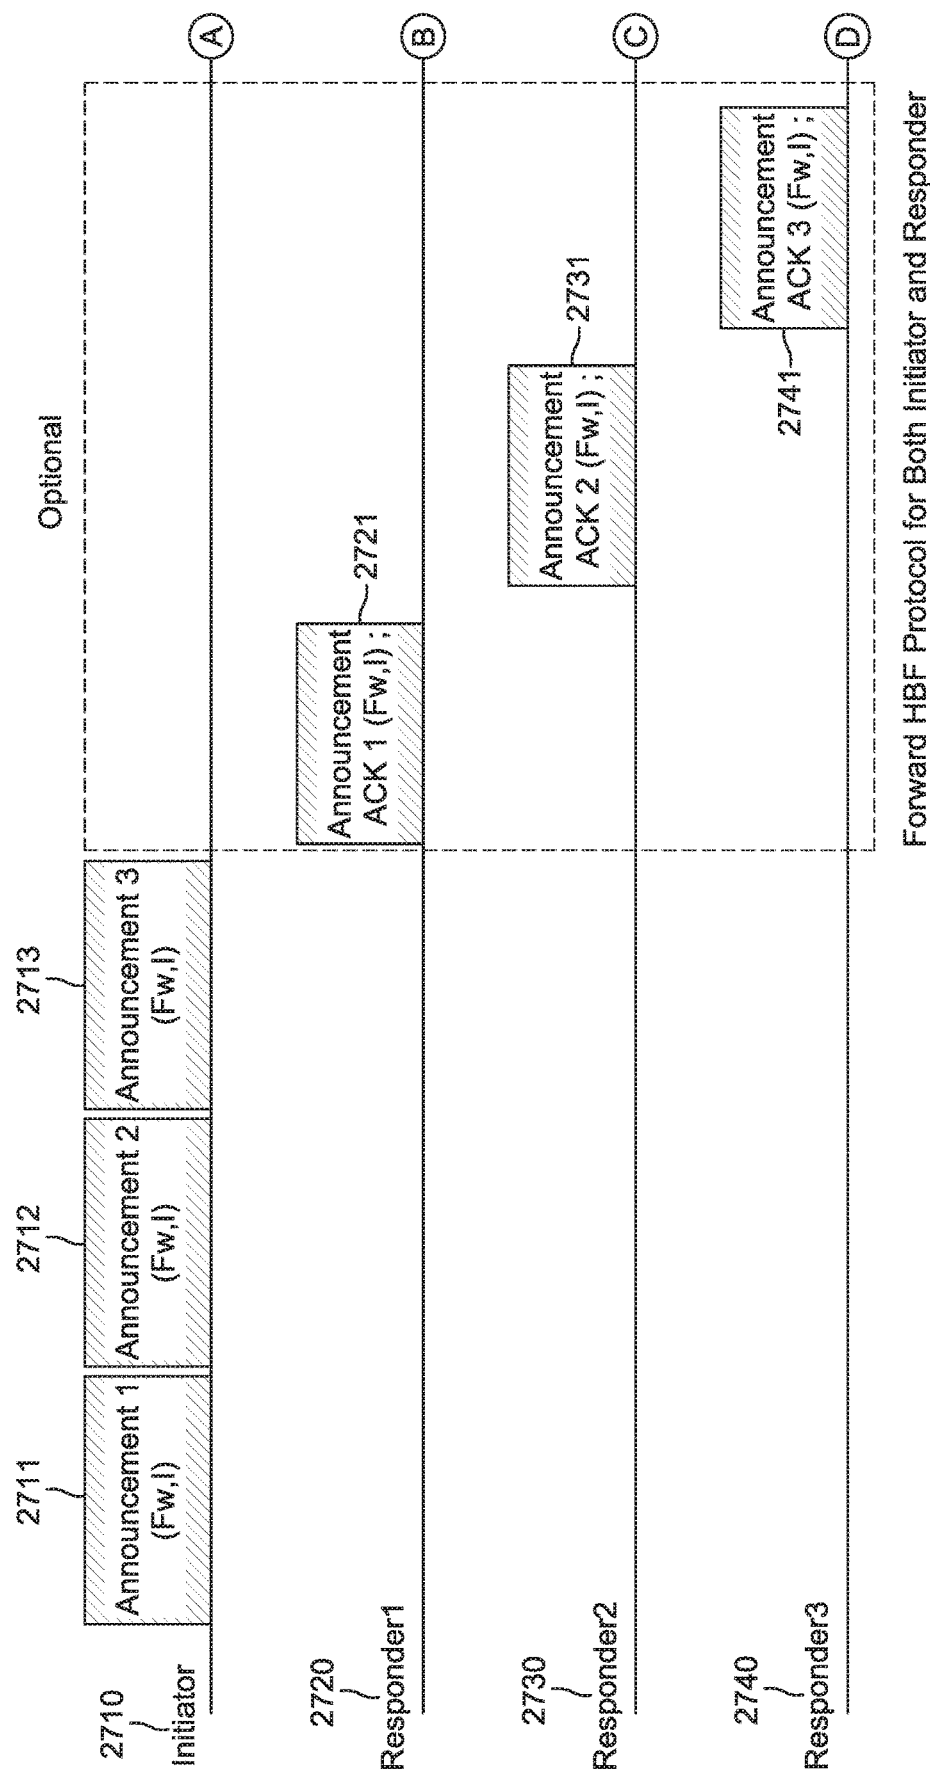 Optional
2711
2712
2713
2710
Initiator
Announcement 1
(Fw,I)
Announcement 2
(Fw,I)
Announcement 3
(Fw,I)
A
2720
Responder1
Announcement
ACK 1 (Fw,I) ;
2721
B
2730
Responder2
Announcement
ACK 2 (Fw,I) ;
2731
C
2740
Responder3
2741
Announcement
ACK 3 (Fw,I) ;
D
Forward HBF Protocol for Both Initiator and Responder